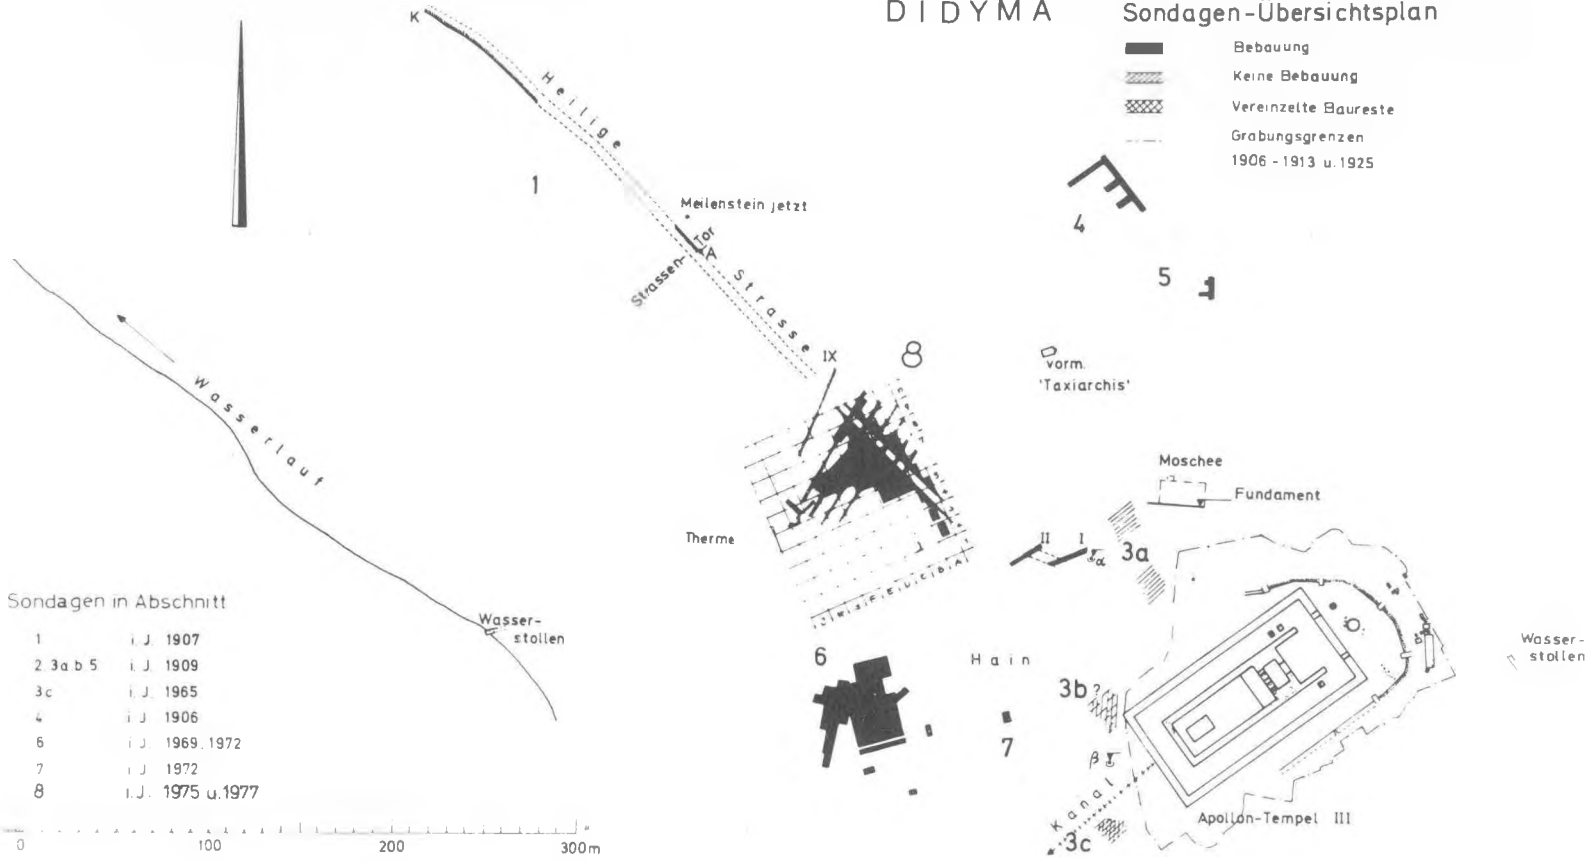 DIDYMA
Sondagen-Übersichtsplan
Bebauung
Keine Bebauung
Vereinzelte Baureste
Grabungsgrenzen
1906 - 1913 u. 1925
K
Heilige
1
Meilenstein jetzt
Strassen-Tor
A
Strasse
4
5
IX
8
vorm.
'Taxiarchis'
Wasserlauf
Moschee
Fundament
Therme
II
I
α
3a
Sondagen in Abschnitt
1 i. J. 1907
2 3a b 5 i. J. 1909
3c i. J. 1965
4 i J 1906
6 i J. 1969.1972
7 i J 1972
8 i. J. 1975 u. 1977
Wasser-
stollen
6
Hain
3b?
7
β
Kanal
3c
Apollon-Tempel III
Wasser-
stollen
0 100 200 300m